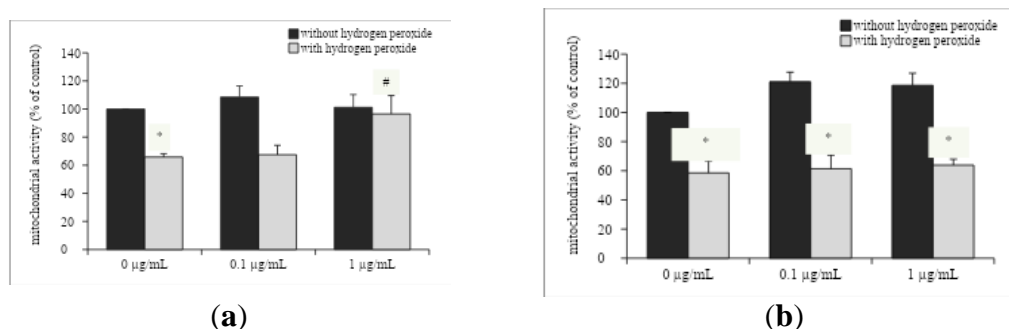 without hydrogen peroxide
with hydrogen peroxide
mitochondrial activity (% of control)
140
120
100
80
60
40
20
0
*
#
0 µg/mL 0.1 µg/mL 1 µg/mL
(a)
without hydrogen peroxide
with hydrogen peroxide
mitochondrial activity (% of control)
140
120
100
80
60
40
20
0
* * *
0 µg/mL 0.1 µg/mL 1 µg/mL
(b)